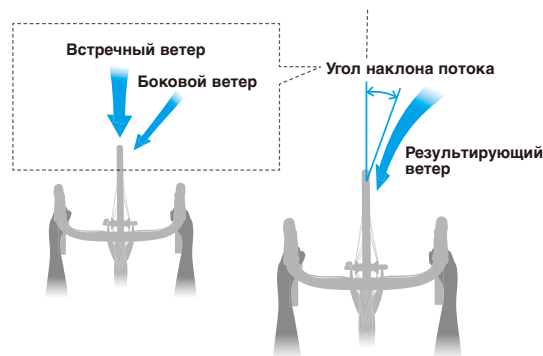 Встречный ветер
Боковой ветер
Угол наклона потока
Результирующий
ветер